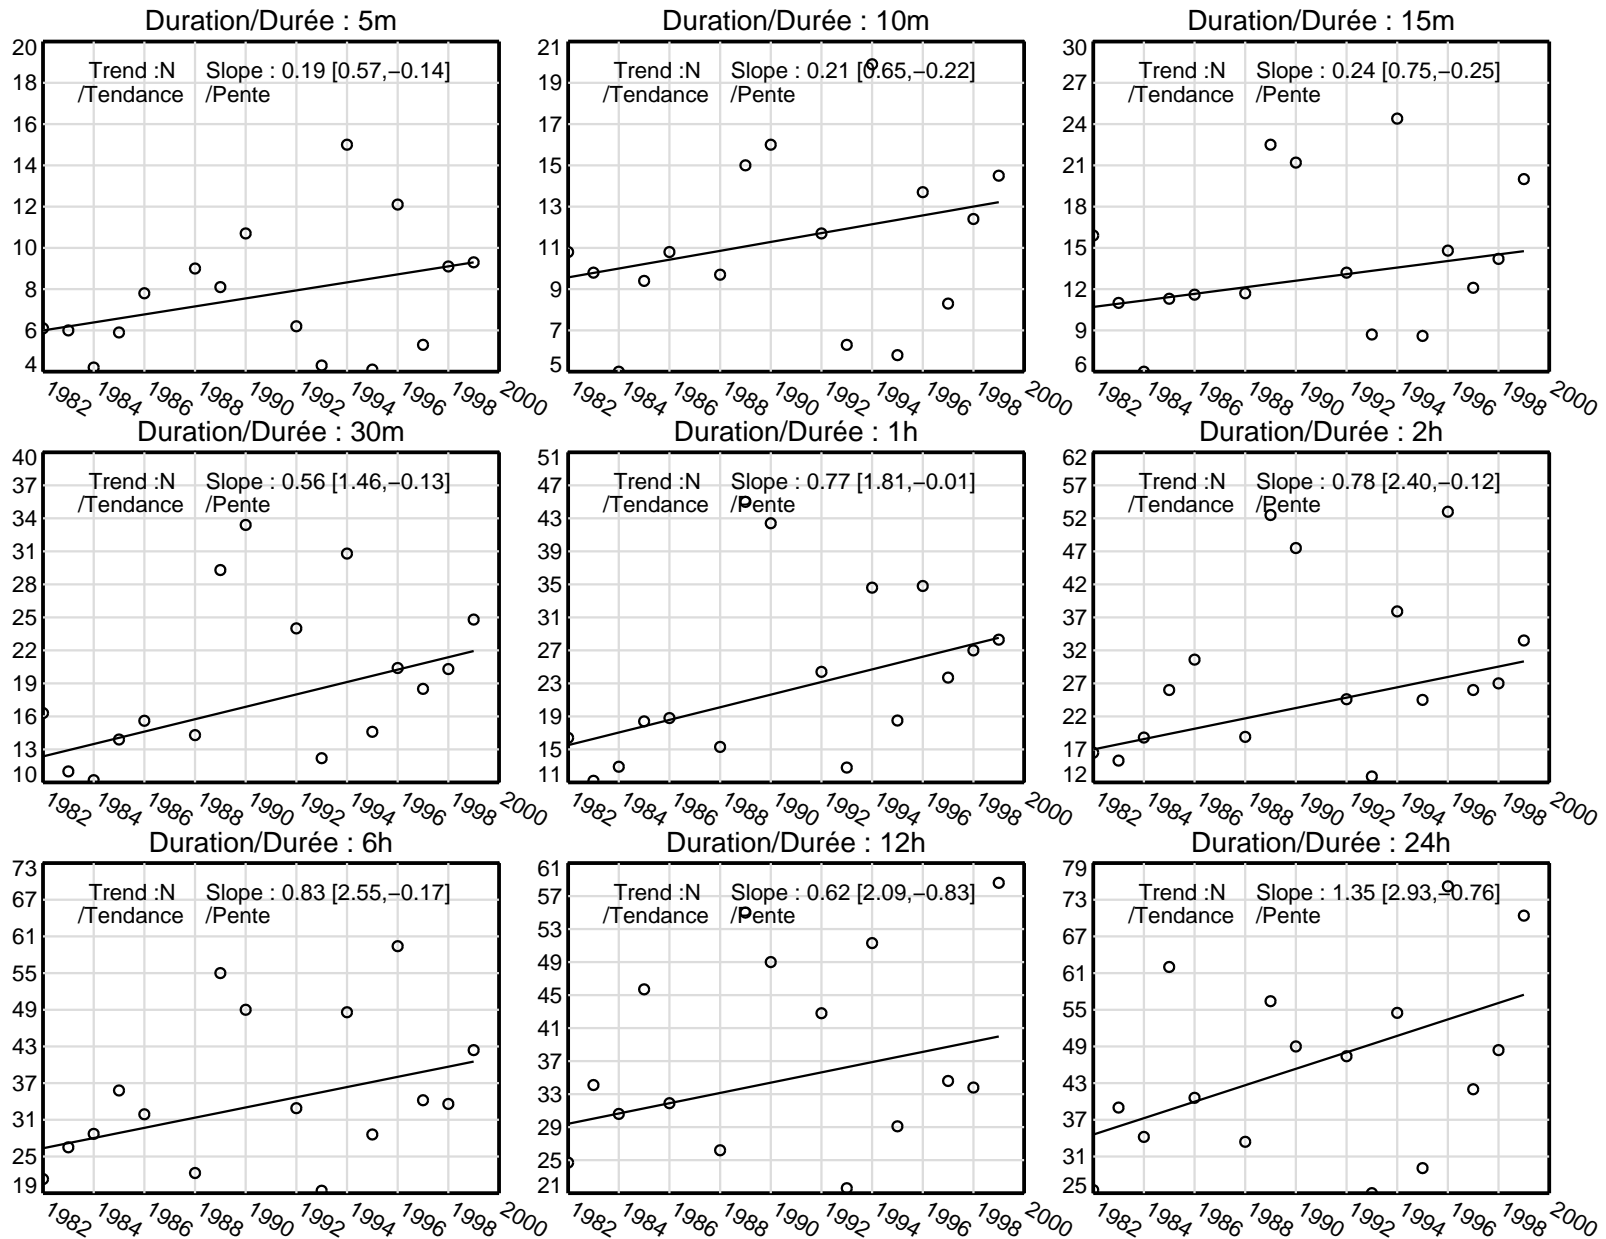 Duration/Durée : 5m
20
18
16
14
12
10
8
6
4
Trend :N Slope : 0.19 [0.57,−0.14]
/Tendance /Pente
1982 1984 1986 1988 1990 1992 1994 1996 1998 2000
Duration/Durée : 10m
21
19
17
15
13
11
9
7
5
Trend :N Slope : 0.21 [0.65,−0.22]
/Tendance /Pente
1982 1984 1986 1988 1990 1992 1994 1996 1998 2000
Duration/Durée : 15m
30
27
24
21
18
15
12
9
6
Trend :N Slope : 0.24 [0.75,−0.25]
/Tendance /Pente
1982 1984 1986 1988 1990 1992 1994 1996 1998 2000
Duration/Durée : 30m
40
37
34
31
28
25
22
19
16
13
10
Trend :N Slope : 0.56 [1.46,−0.13]
/Tendance /Pente
1982 1984 1986 1988 1990 1992 1994 1996 1998 2000
Duration/Durée : 1h
51
47
43
39
35
31
27
23
19
15
11
Trend :N Slope : 0.77 [1.81,−0.01]
/Tendance /Pente
1982 1984 1986 1988 1990 1992 1994 1996 1998 2000
Duration/Durée : 2h
62
57
52
47
42
37
32
27
22
17
12
Trend :N Slope : 0.78 [2.40,−0.12]
/Tendance /Pente
1982 1984 1986 1988 1990 1992 1994 1996 1998 2000
Duration/Durée : 6h
73
67
61
55
49
43
37
31
25
19
Trend :N Slope : 0.83 [2.55,−0.17]
/Tendance /Pente
1982 1984 1986 1988 1990 1992 1994 1996 1998 2000
Duration/Durée : 12h
61
57
53
49
45
41
37
33
29
25
21
Trend :N Slope : 0.62 [2.09,−0.83]
/Tendance /Pente
1982 1984 1986 1988 1990 1992 1994 1996 1998 2000
Duration/Durée : 24h
79
73
67
61
55
49
43
37
31
25
Trend :N Slope : 1.35 [2.93,−0.76]
/Tendance /Pente
1982 1984 1986 1988 1990 1992 1994 1996 1998 2000